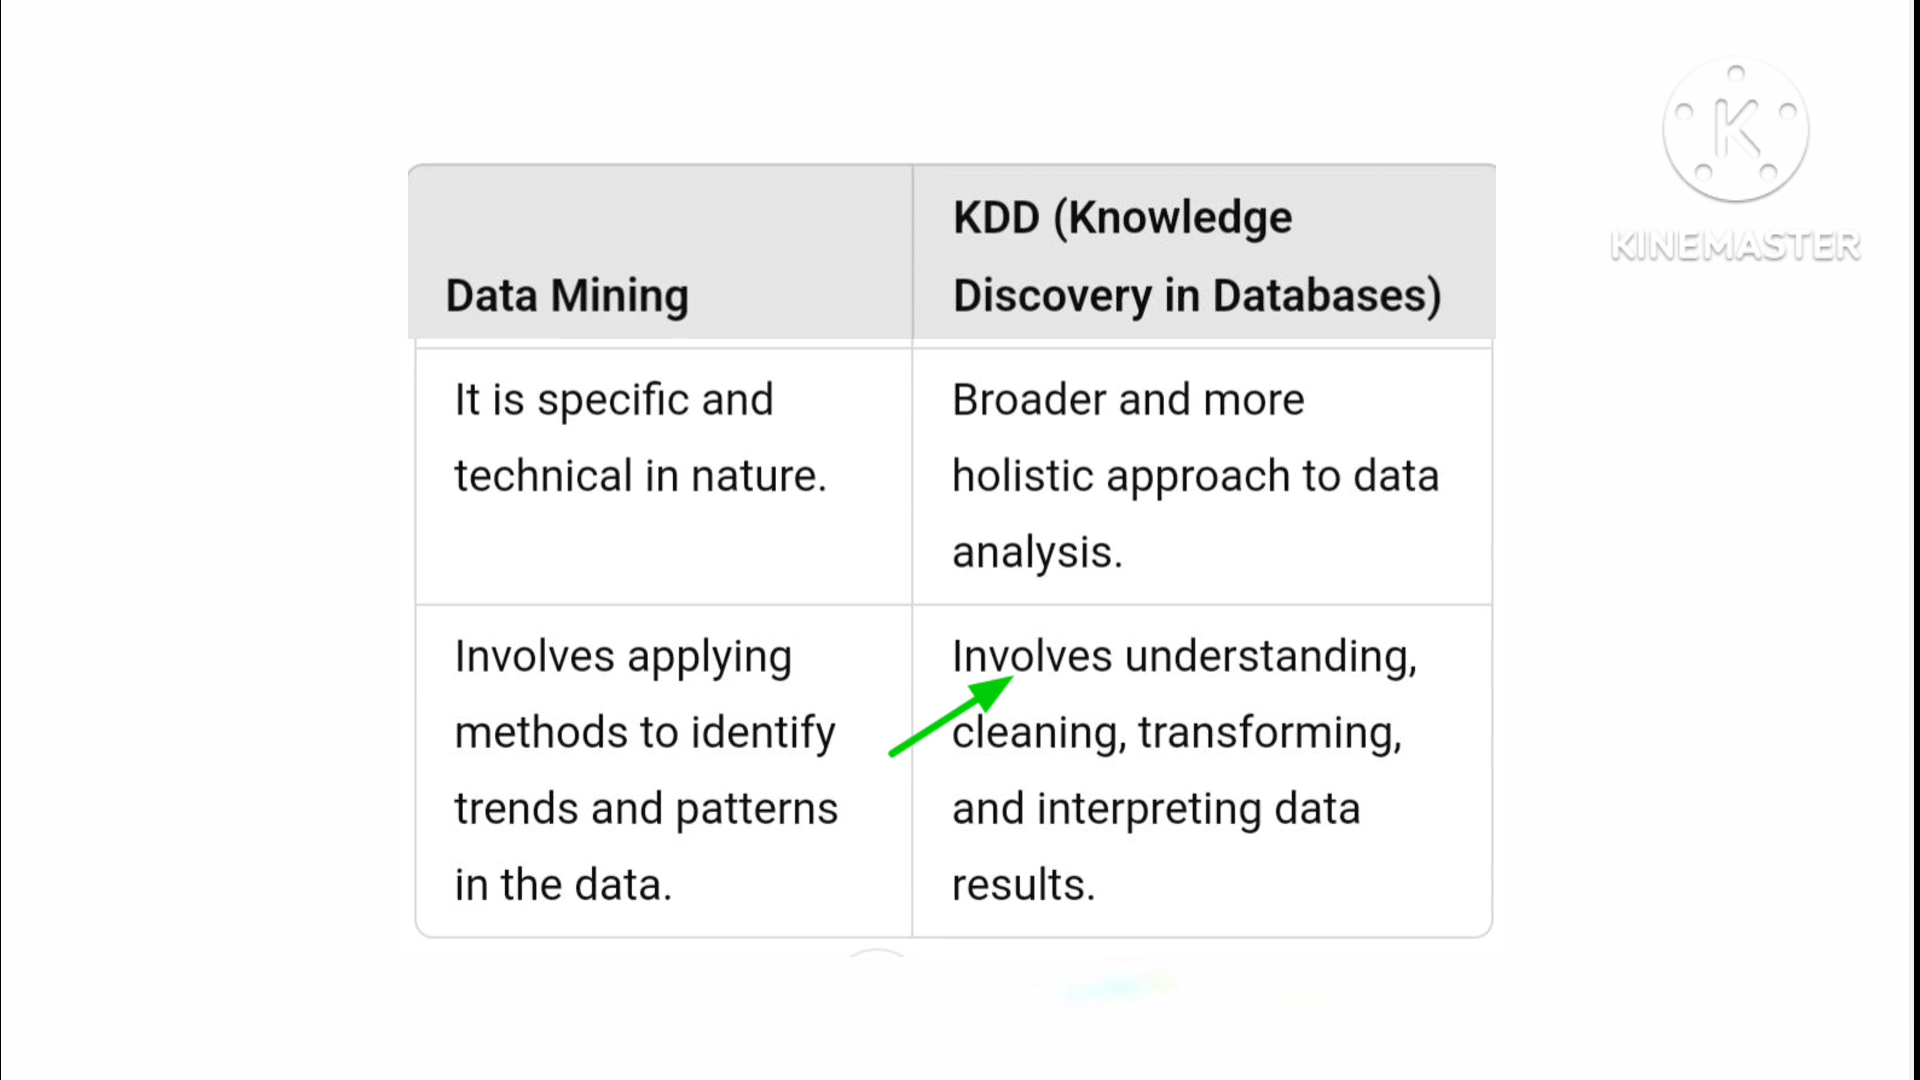 Data Mining
KDD (Knowledge
Discovery in Databases)
It is specific and
technical in nature.
Broader and more
holistic approach to data
analysis.
Involves applying
methods to identify
trends and patterns
in the data.
Involves understanding,
cleaning, transforming,
and interpreting data
results.
K
KINEMASTER